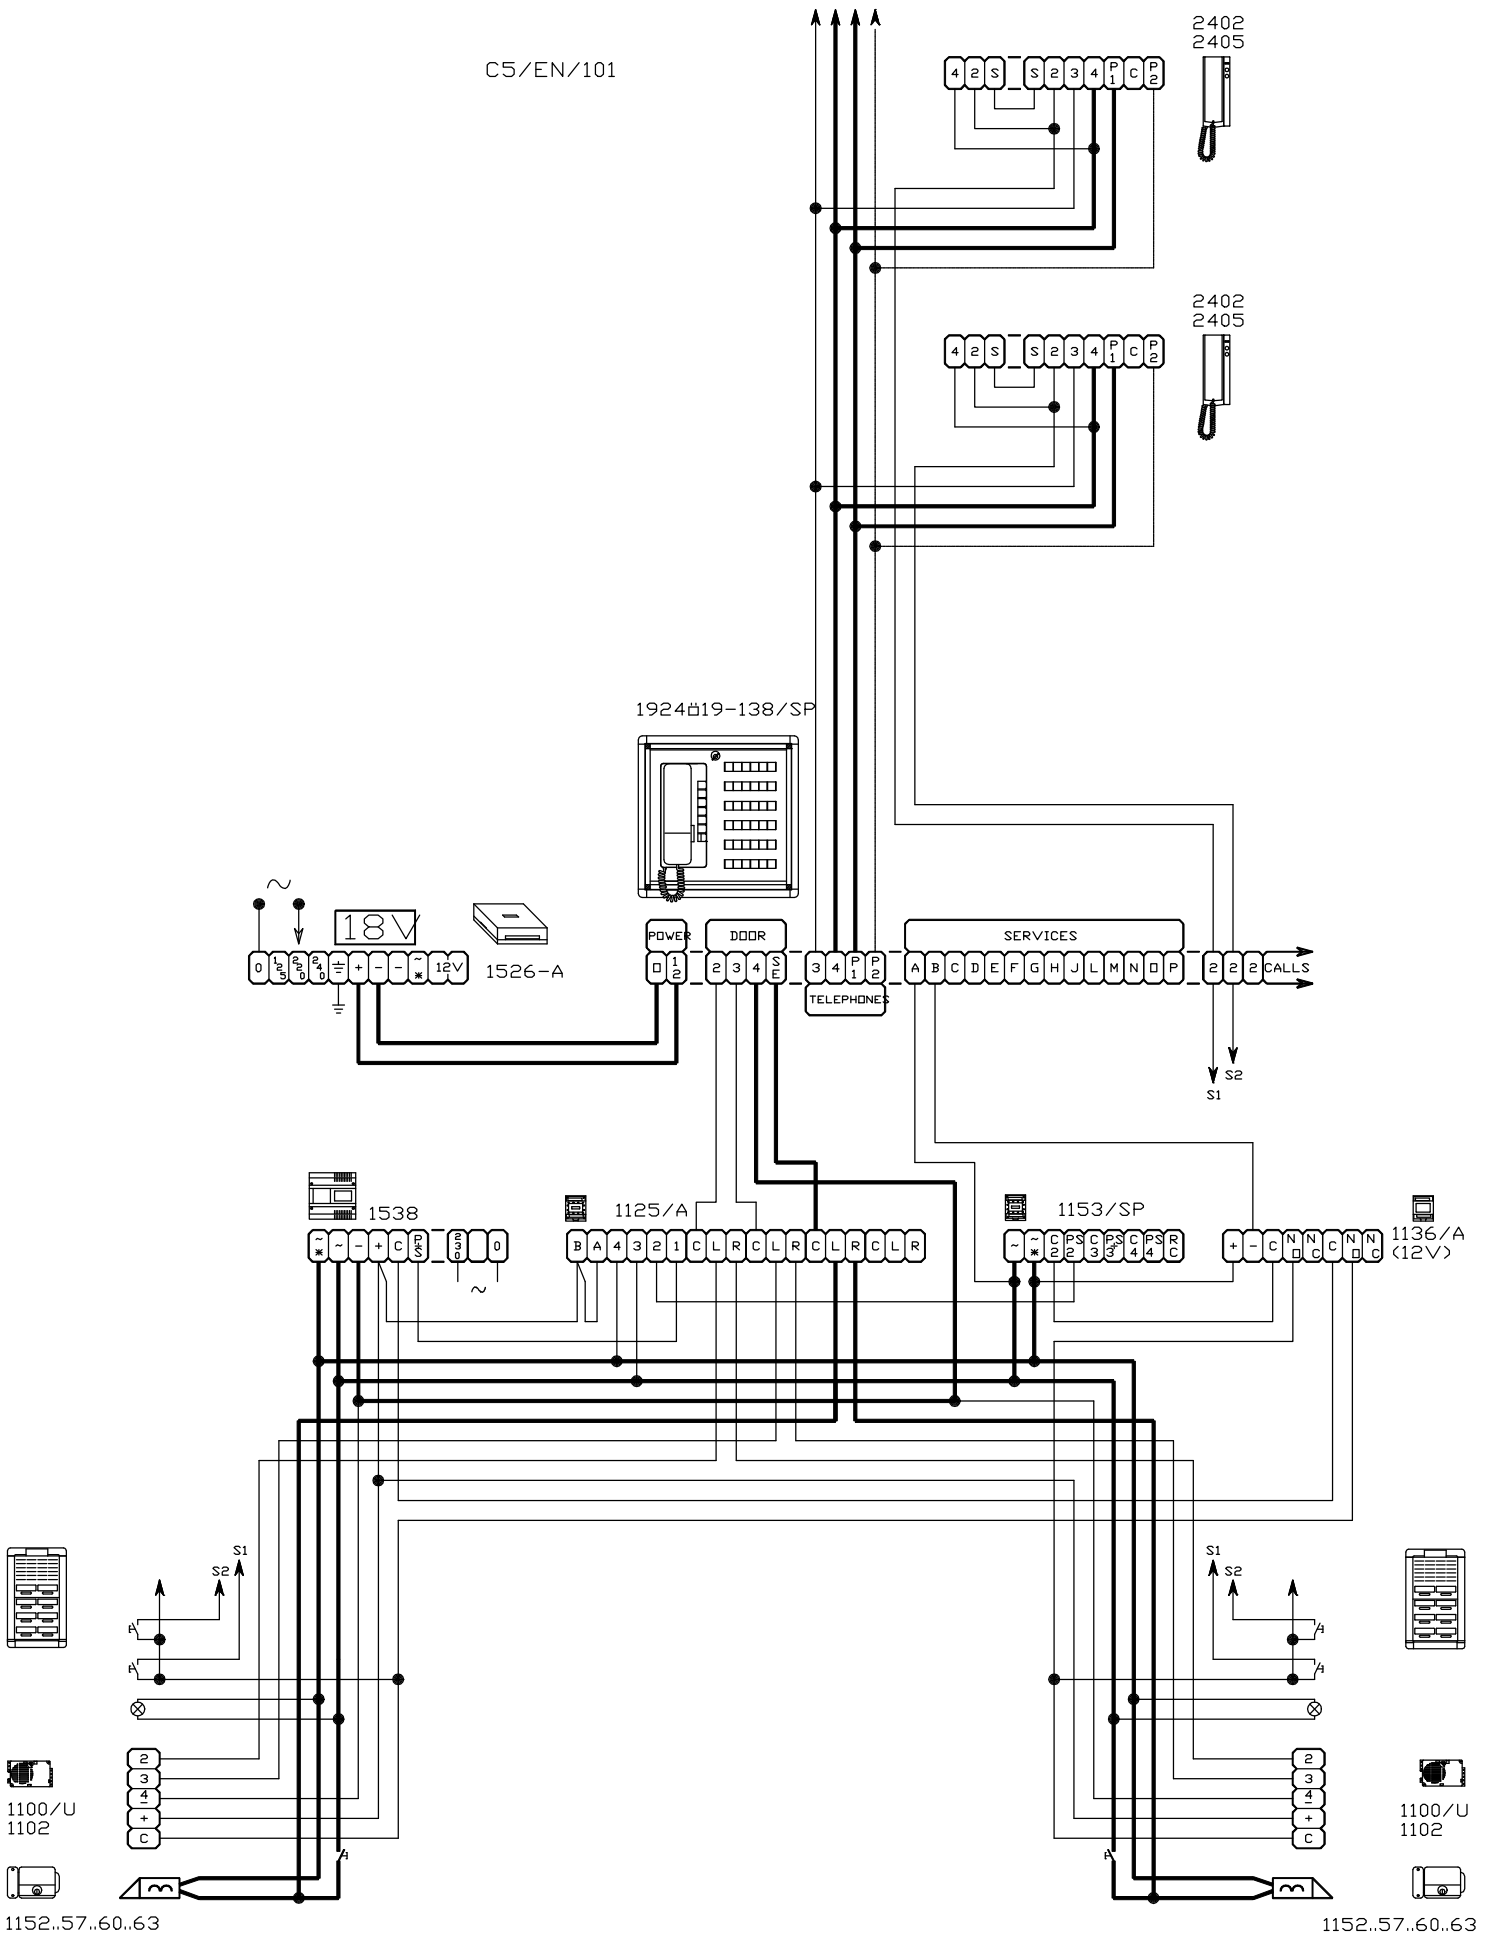 C5/EN/101
2402
2405
4 2 S S 2 3 4 P1 C P2
2402
2405
4 2 S S 2 3 4 P1 C P2
1924ö19-138/SP
18V
1526-A
0 125 220 240 + - - ~* 12V
POWER
0 12
DOOR
2 3 4 SE
3 4 P1 P2
TELEPHONES
SERVICES
A B C D E F G H J L M N O P
2 2 2 CALLS
S2
S1
1538
~* ~ - + C P+S 230 0
~
1125/A
B A 4 3 2 1 C L R C L R C L R C L R
1153/SP
~ ~* C2 PS2 C3 PS3* C4 PS4 RC
1136/A
(12V)
+ - C NO NC C NO NC
S1
S2
S1
S2
2
3
4-
+
C
1100/U
1102
2
3
4-
+
C
1100/U
1102
1152..57..60..63
1152..57..60..63